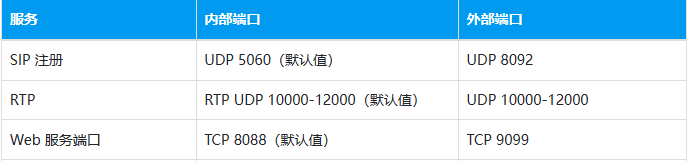 服务 内部端口 外部端口
SIP 注册 UDP 5060（默认值） UDP 8092
RTP RTP UDP 10000-12000（默认值） UDP 10000-12000
Web 服务端口 TCP 8088（默认值） TCP 9099